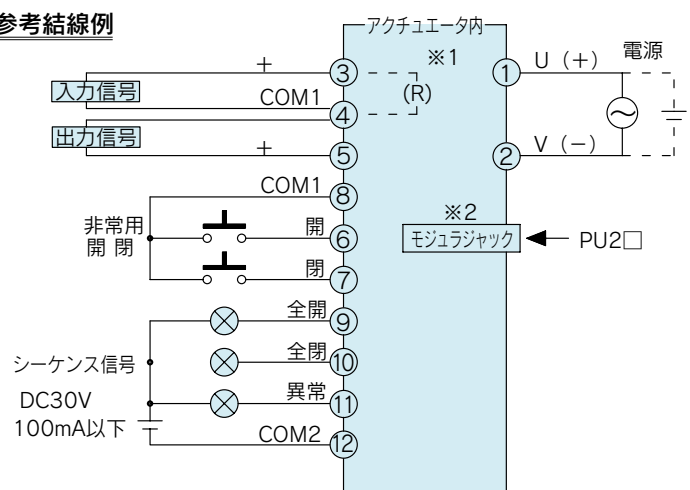 参考結線例
アクチュエータ内
※1
(R)
+
③
入力信号
COM1
④
出力信号
+
⑤
COM1
⑧
非常用
開 閉
開
⑥
閉
⑦
全開
⑨
全閉
⑩
異常
⑪
COM2
⑫
シーケンス信号
DC30V
100mA以下
① U (+)
電源
② V (−)
※2
モジュラジャック
PU2□